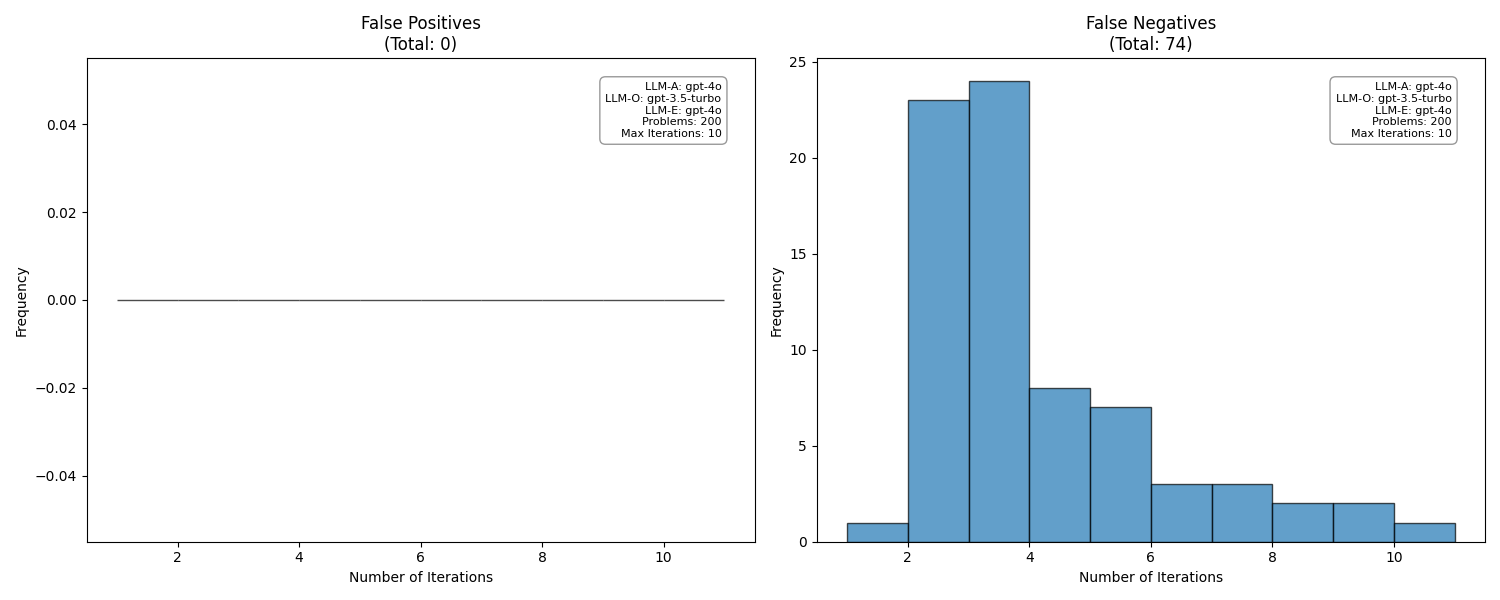 False Positives
(Total: 0)
LLM-A: gpt-4o
LLM-O: gpt-3.5-turbo
LLM-E: gpt-4o
Problems: 200
Max Iterations: 10
0.04
0.02
0.00
−0.02
−0.04
Frequency
2 4 6 8 10
Number of Iterations
False Negatives
(Total: 74)
LLM-A: gpt-4o
LLM-O: gpt-3.5-turbo
LLM-E: gpt-4o
Problems: 200
Max Iterations: 10
25
20
15
10
5
0
Frequency
2 4 6 8 10
Number of Iterations